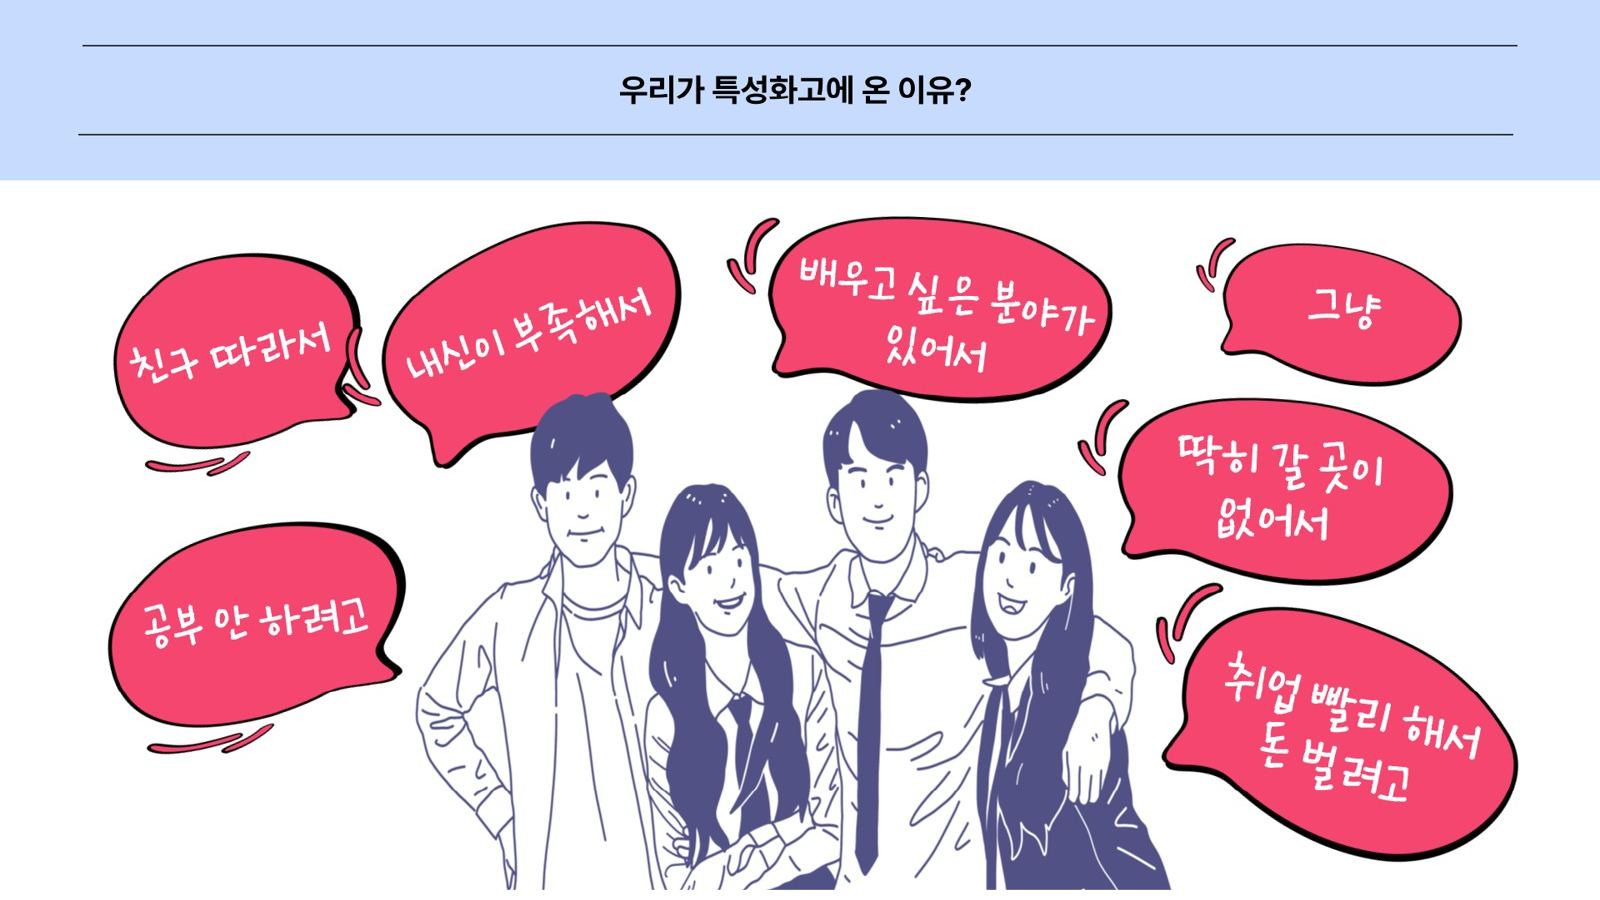 우리가 특성화고에 온 이유?
친구 따라서
내신이 부족해서
배우고 싶은 분야가
있어서
그냥
딱히 갈 곳이
없어서
공부 안 하려고
취업 빨리 해서
돈 벌려고